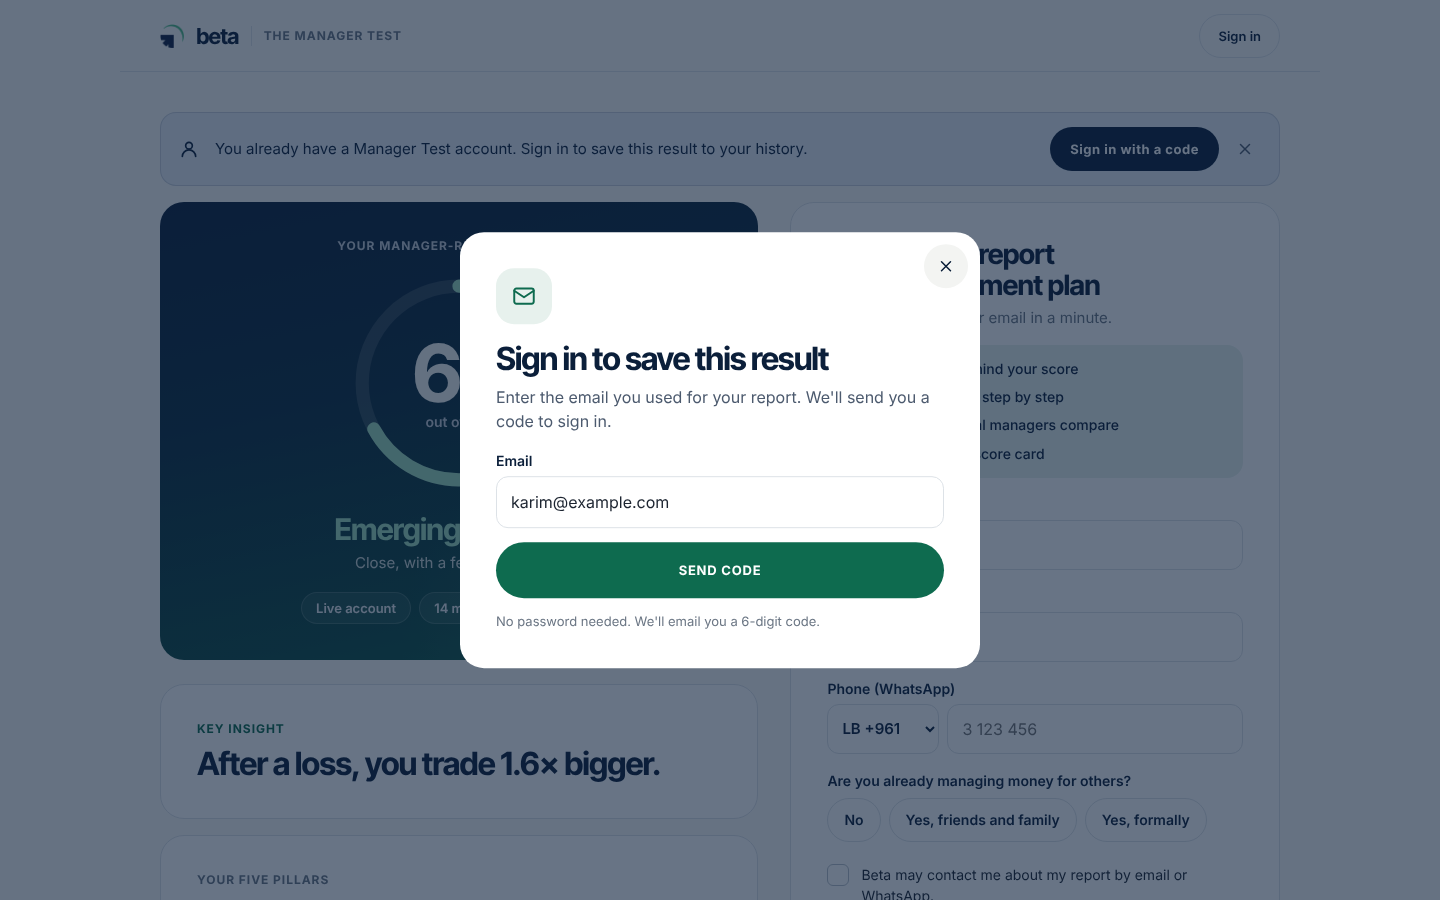 beta
THE MANAGER TEST
Sign in
You already have a Manager Test account. Sign in to save this result to your history.
Sign in with a code
YOUR MANAGER-R
6
out o
Emerging
Close, with a fe
Live account
14 m
KEY INSIGHT
After a loss, you trade 1.6× bigger.
YOUR FIVE PILLARS
Sign in to save this result
Enter the email you used for your report. We'll send you a
code to sign in.
Email
karim@example.com
SEND CODE
No password needed. We'll email you a 6-digit code.
report
ment plan
r email in a minute.
ind your score
step by step
l managers compare
core card
Phone (WhatsApp)
LB +961
3 123 456
Are you already managing money for others?
No
Yes, friends and family
Yes, formally
Beta may contact me about my report by email or
WhatsApp.